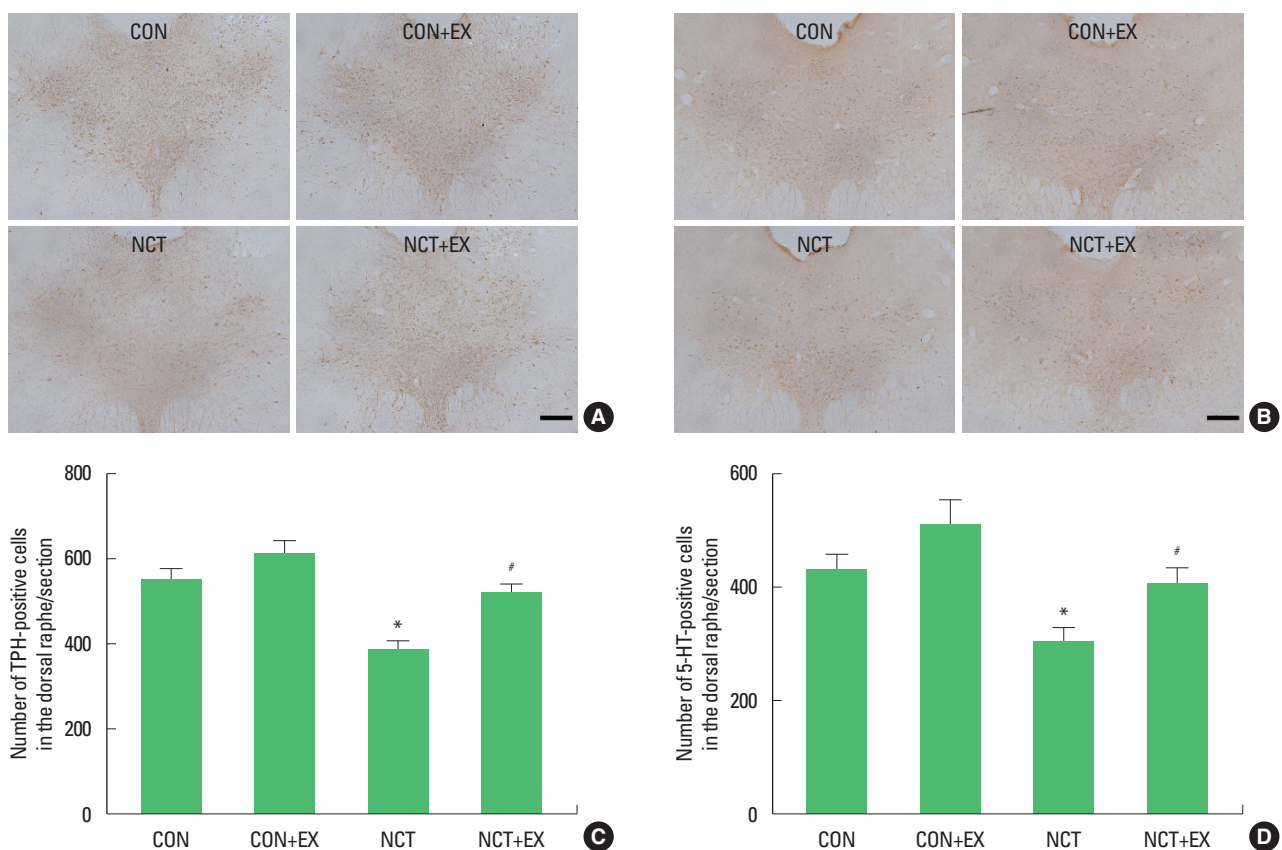 CON
CON+EX
NCT
NCT+EX
A
CON
CON+EX
NCT
NCT+EX
B
Number of TPH-positive cells
in the dorsal raphe/section
800
600
400
200
0
*
#
CON
CON+EX
NCT
NCT+EX
C
Number of 5-HT-positive cells
in the dorsal raphe/section
600
400
200
0
*
#
CON
CON+EX
NCT
NCT+EX
D